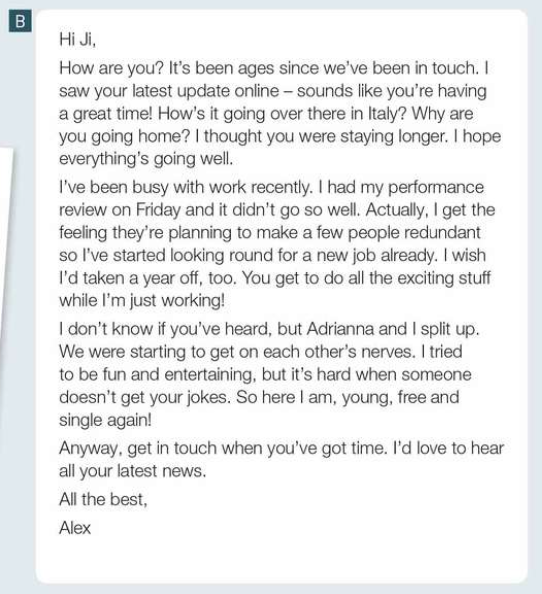 B
Hi Ji,
How are you? It's been ages since we've been in touch. I
saw your latest update online – sounds like you're having
a great time! How's it going over there in Italy? Why are
you going home? I thought you were staying longer. I hope
everything's going well.
I've been busy with work recently. I had my performance
review on Friday and it didn't go so well. Actually, I get the
feeling they're planning to make a few people redundant
so I've started looking round for a new job already. I wish
I'd taken a year off, too. You get to do all the exciting stuff
while I'm just working!
I don't know if you've heard, but Adrianna and I split up.
We were starting to get on each other's nerves. I tried
to be fun and entertaining, but it's hard when someone
doesn't get your jokes. So here I am, young, free and
single again!
Anyway, get in touch when you've got time. I'd love to hear
all your latest news.
All the best,
Alex